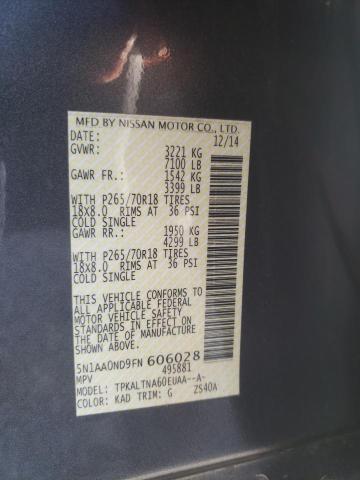 MFD BY NISSAN MOTOR CO., LTD.
DATE: 12/14
GVWR: 3221 KG
7100 LB
GAWR FR.: 1542 KG
3399 LB
WITH P265/70R18 TIRES
18X8.0 RIMS AT 36 PSI
COLD SINGLE
GAWR RR.: 1950 KG
4299 LB
WITH P265/70R18 TIRES
18X8.0 RIMS AT 36 PSI
COLD SINGLE
THIS VEHICLE CONFORMS TO
ALL APPLICABLE FEDERAL
MOTOR VEHICLE SAFETY
STANDARDS IN EFFECT ON
THE DATE OF MANUFACTURE
SHOWN ABOVE.
5N1AA0ND9FN 606028
MPV 495881
MODEL: TPKALTNA60EUAA--A-
COLOR: KAD TRIM: G ZS40A